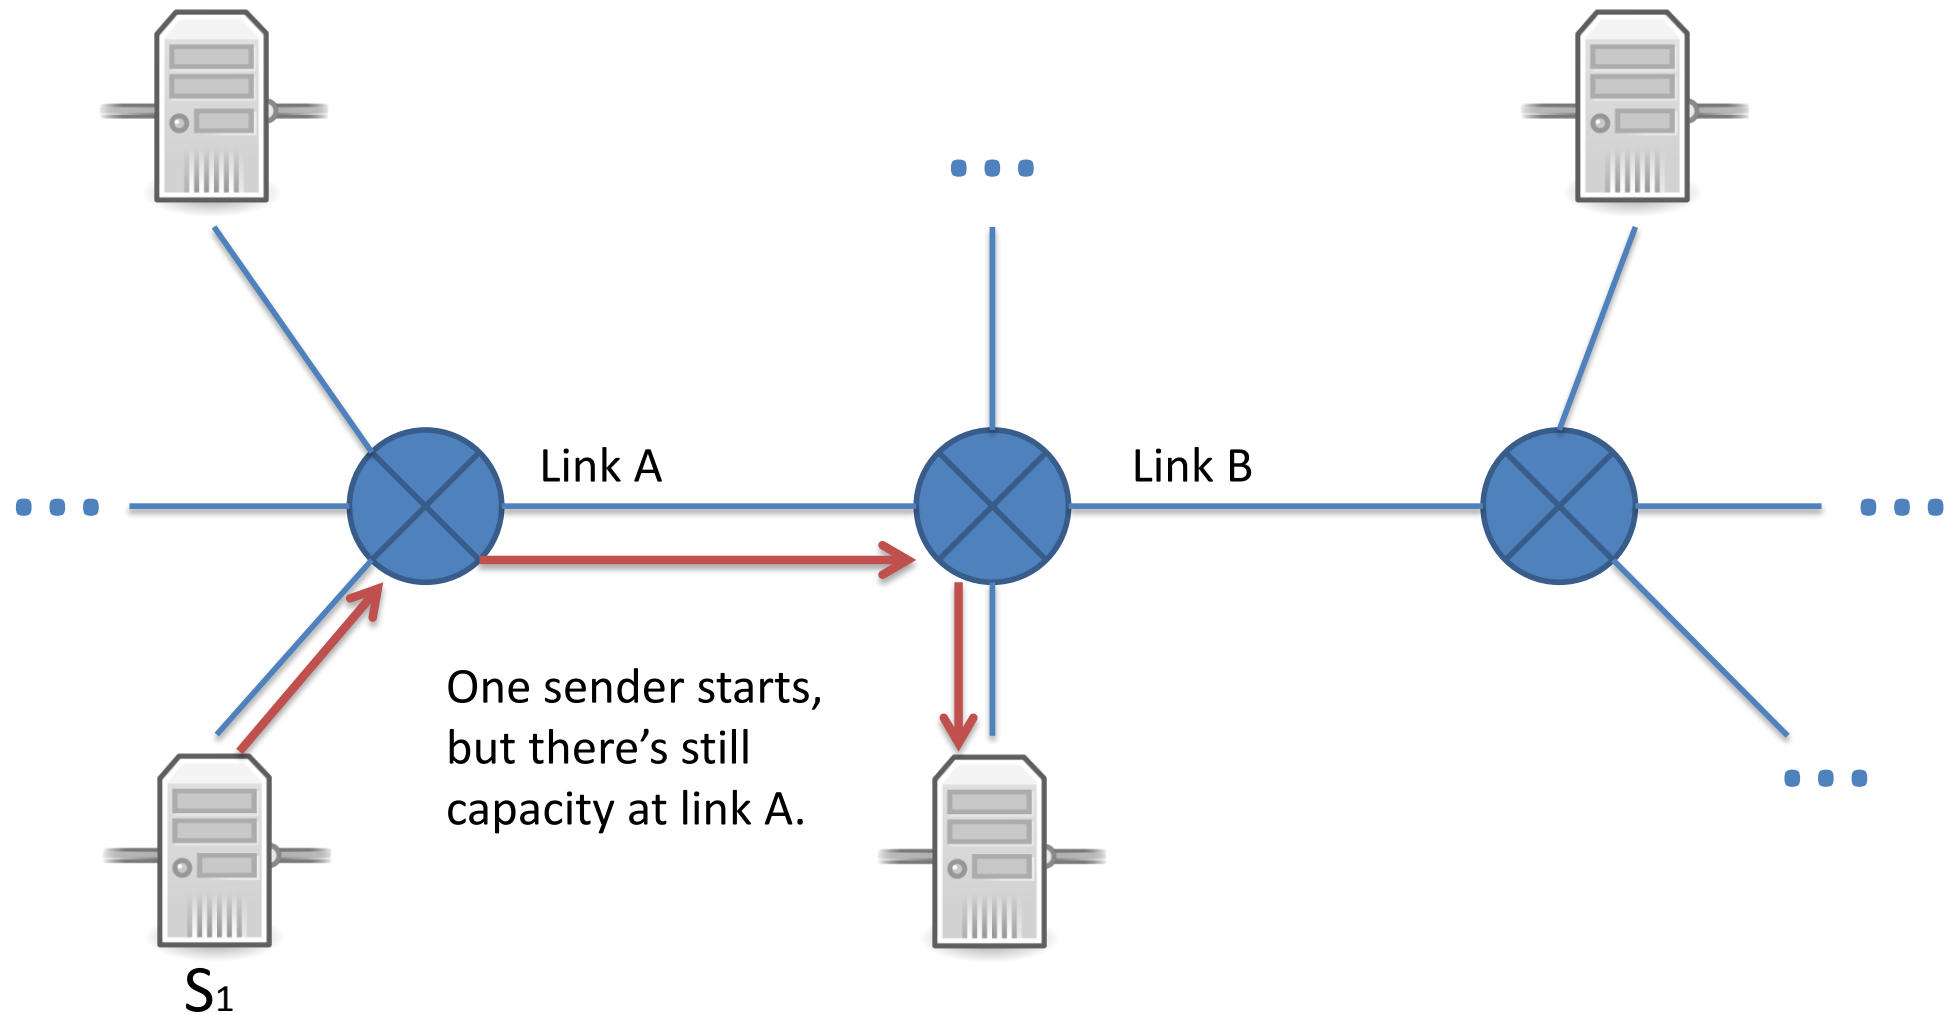 Link A
Link B
One sender starts,
but there’s still
capacity at link A.
S1